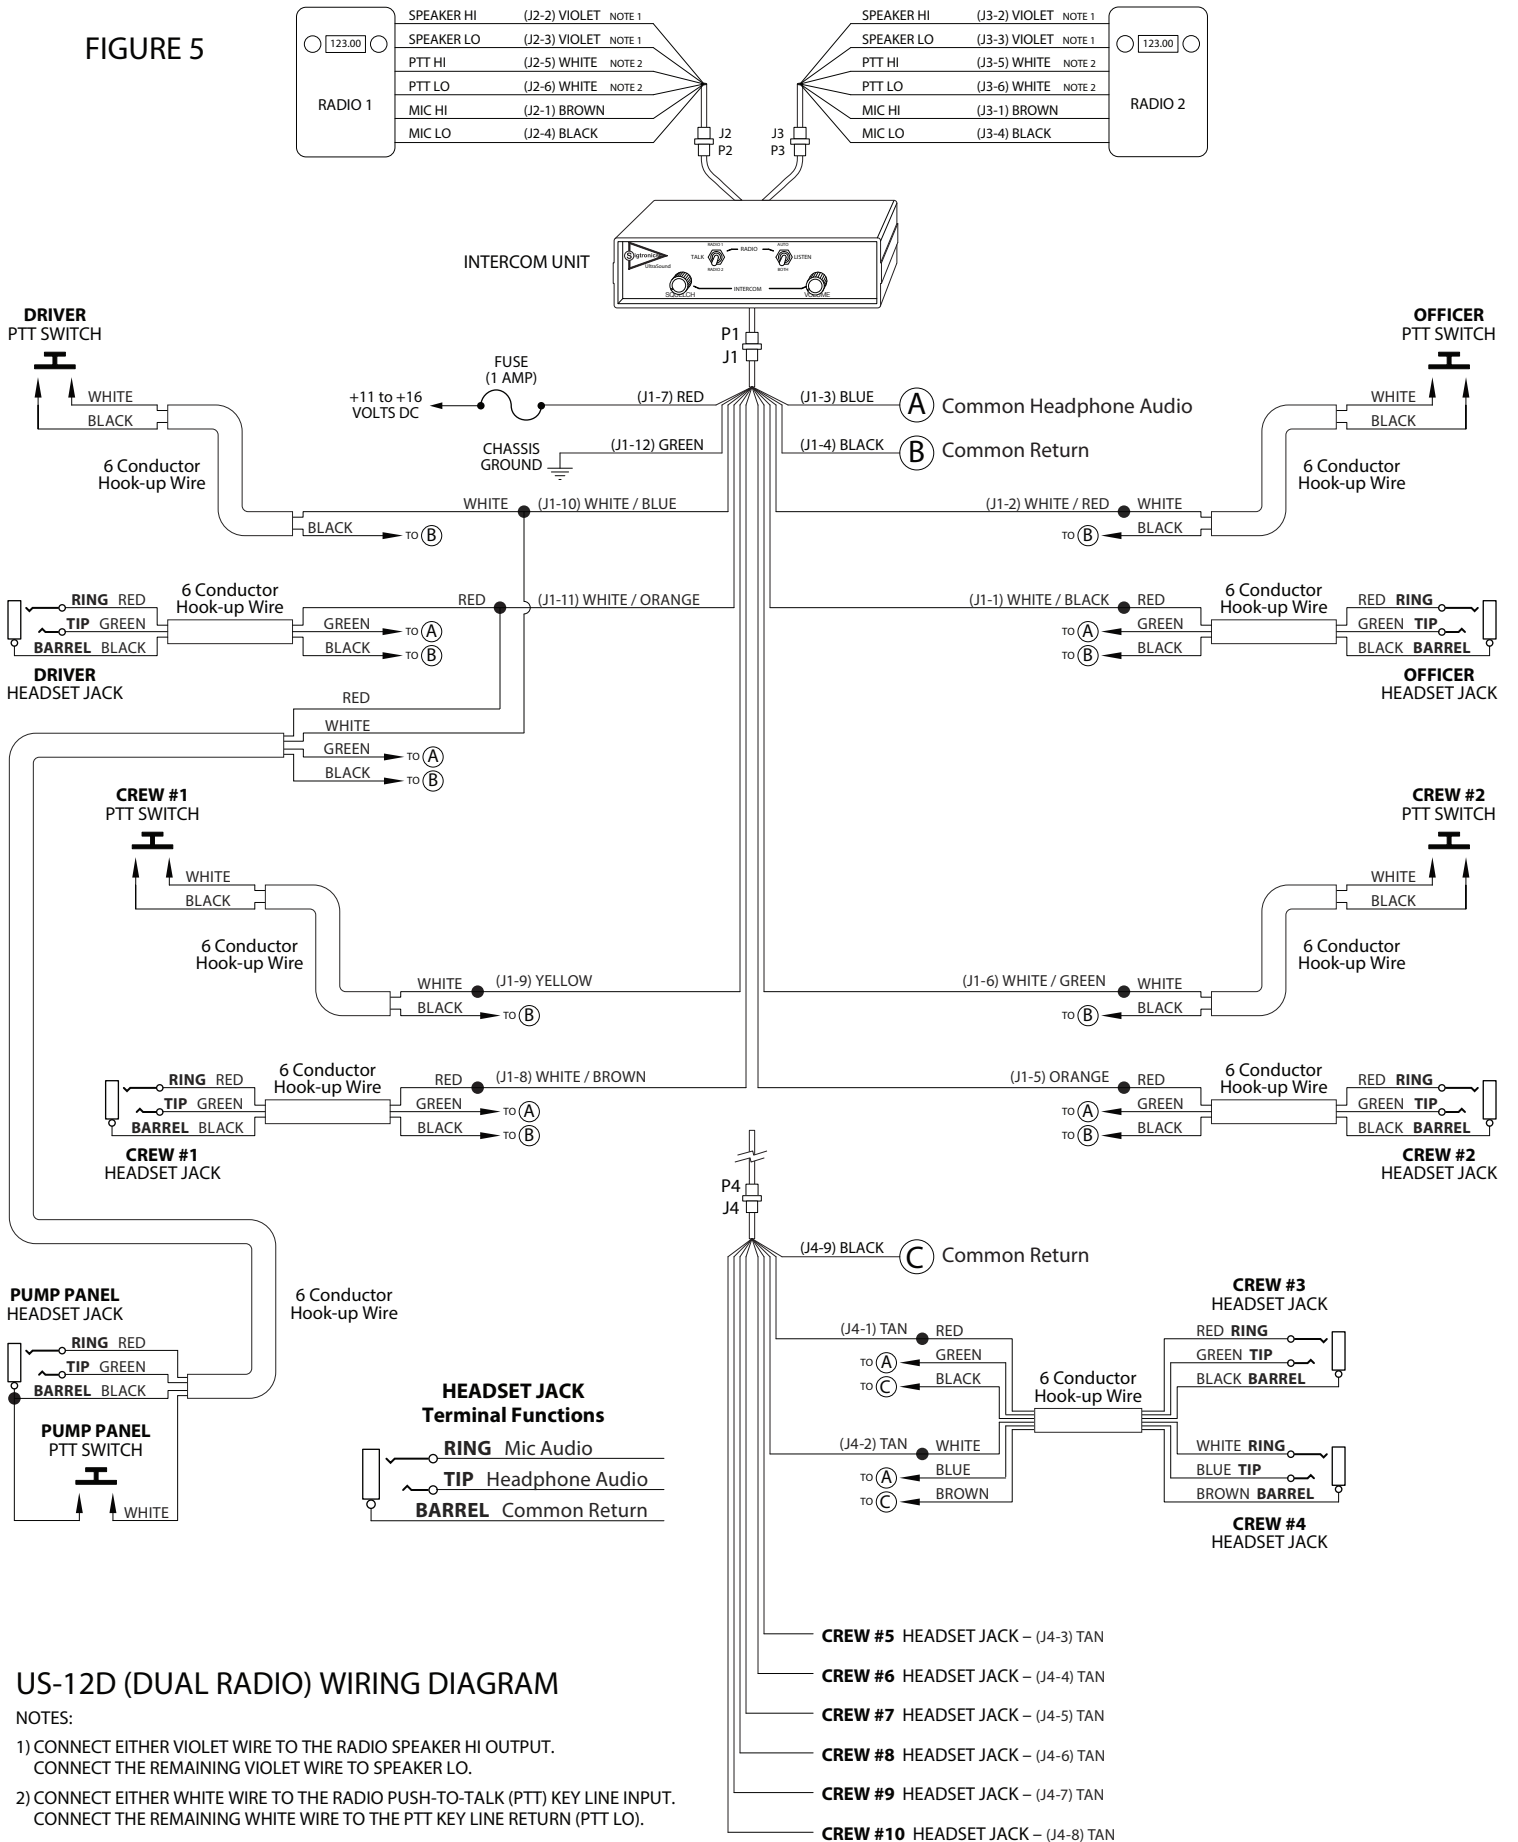 FIGURE 5
RADIO 1
123.00
SPEAKER HI (J2-2) VIOLET NOTE 1
SPEAKER LO (J2-3) VIOLET NOTE 1
PTT HI (J2-5) WHITE NOTE 2
PTT LO (J2-6) WHITE NOTE 2
MIC HI (J2-1) BROWN
MIC LO (J2-4) BLACK
J2
P2
SPEAKER HI (J3-2) VIOLET NOTE 1
SPEAKER LO (J3-3) VIOLET NOTE 1
PTT HI (J3-5) WHITE NOTE 2
PTT LO (J3-6) WHITE NOTE 2
MIC HI (J3-1) BROWN
MIC LO (J3-4) BLACK
123.00
RADIO 2
J3
P3
INTERCOM UNIT
Sigtronics
UltraSound
RADIO 1
TALK
RADIO 2
RADIO
AUTO
LISTEN
BOTH
SQUELCH
INTERCOM
VOLUME
P1
J1
DRIVER
PTT SWITCH
WHITE
BLACK
6 Conductor
Hook-up Wire
FUSE
(1 AMP)
+11 to +16
VOLTS DC
(J1-7) RED
CHASSIS
GROUND
(J1-12) GREEN
(J1-3) BLUE A Common Headphone Audio
(J1-4) BLACK B Common Return
OFFICER
PTT SWITCH
WHITE
BLACK
6 Conductor
Hook-up Wire
WHITE (J1-10) WHITE / BLUE
BLACK TO B
(J1-2) WHITE / RED WHITE
TO B BLACK
RING RED
TIP GREEN
BARREL BLACK
DRIVER
HEADSET JACK
6 Conductor
Hook-up Wire
RED (J1-11) WHITE / ORANGE
GREEN TO A
BLACK TO B
(J1-1) WHITE / BLACK RED
TO A GREEN
TO B BLACK
6 Conductor
Hook-up Wire
RED RING
GREEN TIP
BLACK BARREL
OFFICER
HEADSET JACK
RED
WHITE
GREEN TO A
BLACK TO B
CREW #1
PTT SWITCH
WHITE
BLACK
6 Conductor
Hook-up Wire
WHITE (J1-9) YELLOW
BLACK TO B
CREW #2
PTT SWITCH
WHITE
BLACK
6 Conductor
Hook-up Wire
(J1-6) WHITE / GREEN WHITE
TO B BLACK
RING RED
TIP GREEN
BARREL BLACK
CREW #1
HEADSET JACK
6 Conductor
Hook-up Wire
RED (J1-8) WHITE / BROWN
GREEN TO A
BLACK TO B
(J1-5) ORANGE RED
TO A GREEN
TO B BLACK
6 Conductor
Hook-up Wire
RED RING
GREEN TIP
BLACK BARREL
CREW #2
HEADSET JACK
P4
J4
(J4-9) BLACK C Common Return
PUMP PANEL
HEADSET JACK
RING RED
TIP GREEN
BARREL BLACK
6 Conductor
Hook-up Wire
PUMP PANEL
PTT SWITCH
WHITE
HEADSET JACK
Terminal Functions
RING Mic Audio
TIP Headphone Audio
BARREL Common Return
(J4-1) TAN RED
TO A GREEN
TO C BLACK
(J4-2) TAN WHITE
TO A BLUE
TO C BROWN
6 Conductor
Hook-up Wire
CREW #3
HEADSET JACK
RED RING
GREEN TIP
BLACK BARREL
WHITE RING
BLUE TIP
BROWN BARREL
CREW #4
HEADSET JACK
CREW #5 HEADSET JACK – (J4-3) TAN
CREW #6 HEADSET JACK – (J4-4) TAN
CREW #7 HEADSET JACK – (J4-5) TAN
CREW #8 HEADSET JACK – (J4-6) TAN
CREW #9 HEADSET JACK – (J4-7) TAN
CREW #10 HEADSET JACK – (J4-8) TAN
US-12D (DUAL RADIO) WIRING DIAGRAM
NOTES:
1) CONNECT EITHER VIOLET WIRE TO THE RADIO SPEAKER HI OUTPUT.
CONNECT THE REMAINING VIOLET WIRE TO SPEAKER LO.
2) CONNECT EITHER WHITE WIRE TO THE RADIO PUSH-TO-TALK (PTT) KEY LINE INPUT.
CONNECT THE REMAINING WHITE WIRE TO THE PTT KEY LINE RETURN (PTT LO).